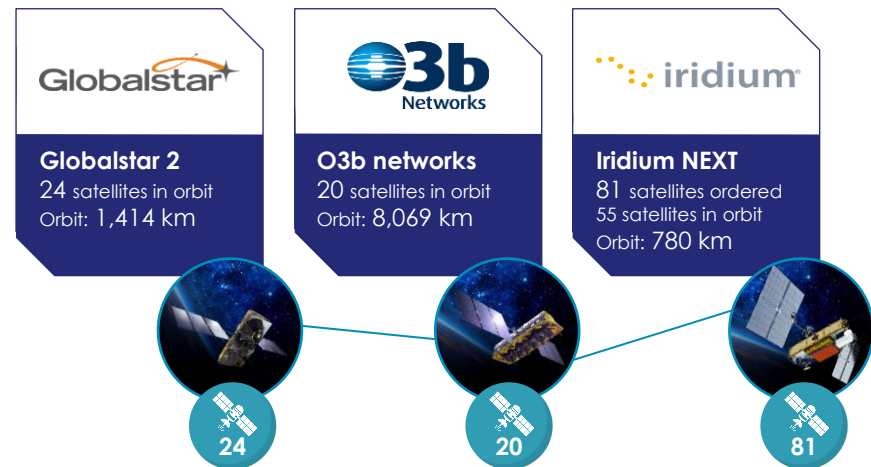 Globalstar
O3b
Networks
iridium
Globalstar 2
24 satellites in orbit
Orbit: 1,414 km
O3b networks
20 satellites in orbit
Orbit: 8,069 km
Iridium NEXT
81 satellites ordered
55 satellites in orbit
Orbit: 780 km
24
20
81